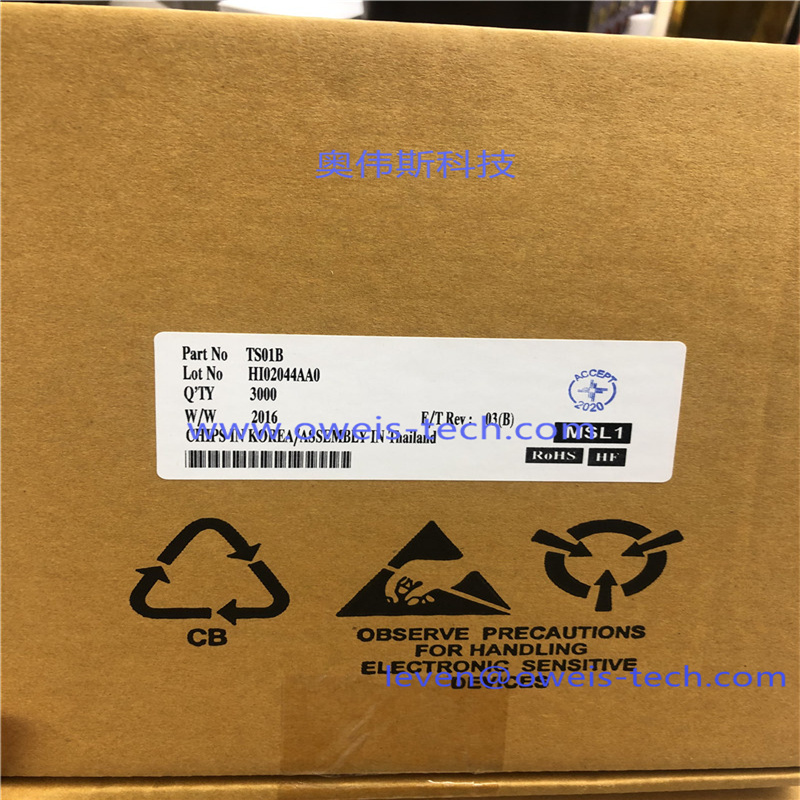 奥伟斯科技
Part No TS01B
Lot No HI02044AA0
Q'TY 3000
W/W 2016 E/T Rev : 03(B)
CHIPS IN KOREA/ASSEMBLY IN Thailand
ACCEPT
2020
MSL1
RoHS HF
www.oweis-tech.com
CB
OBSERVE PRECAUTIONS
FOR HANDLING
ELECTRONIC SENSITIVE
DEVICES
leven@oweis-tech.com